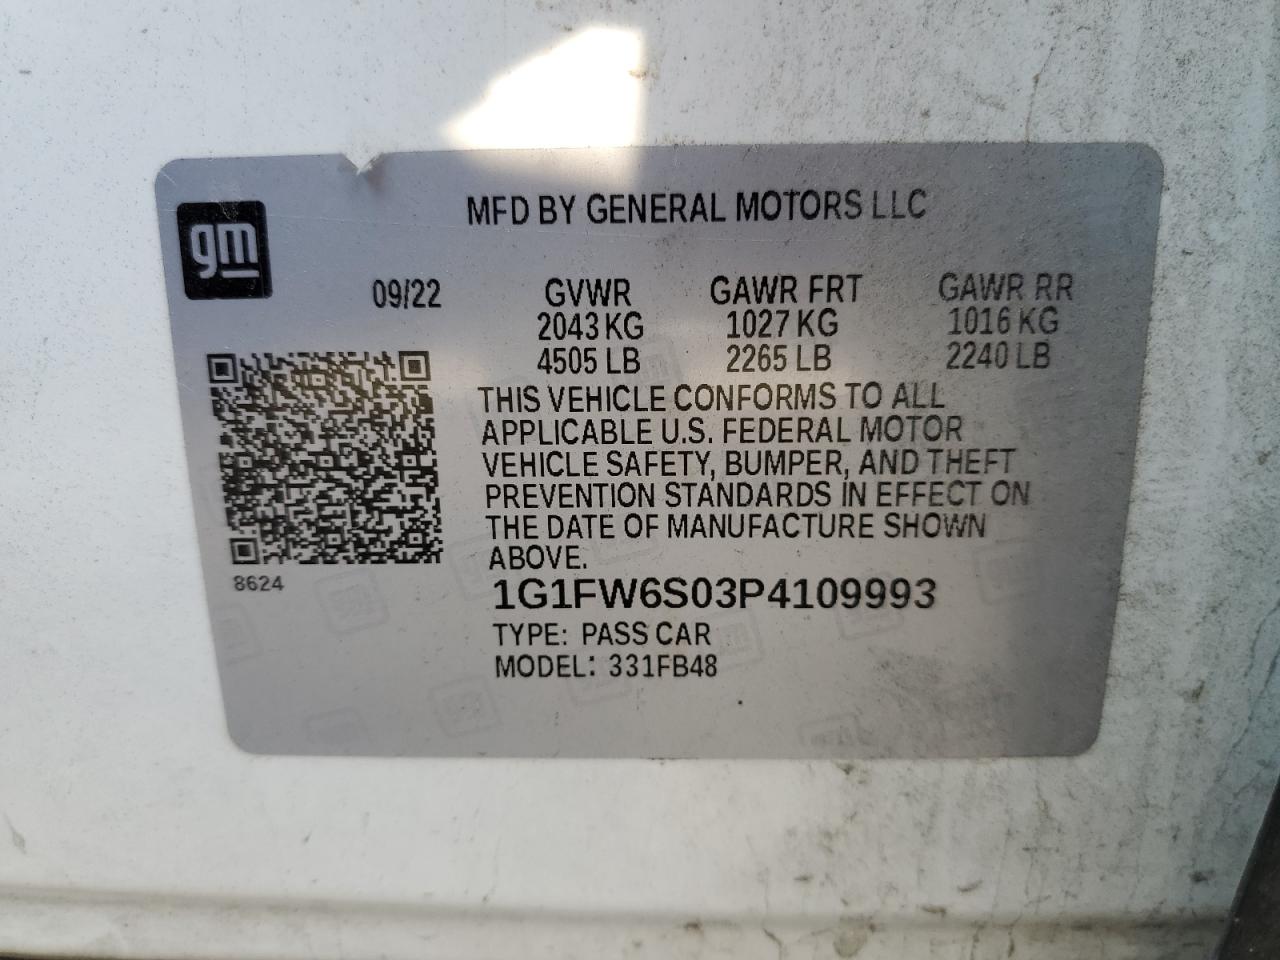 MFD BY GENERAL MOTORS LLC
gm
09/22 GVWR GAWR FRT GAWR RR
2043 KG 1027 KG 1016 KG
4505 LB 2265 LB 2240 LB
THIS VEHICLE CONFORMS TO ALL
APPLICABLE U.S. FEDERAL MOTOR
VEHICLE SAFETY, BUMPER, AND THEFT
PREVENTION STANDARDS IN EFFECT ON
THE DATE OF MANUFACTURE SHOWN
ABOVE.
8624
1G1FW6S03P4109993
TYPE: PASS CAR
MODEL: 331FB48